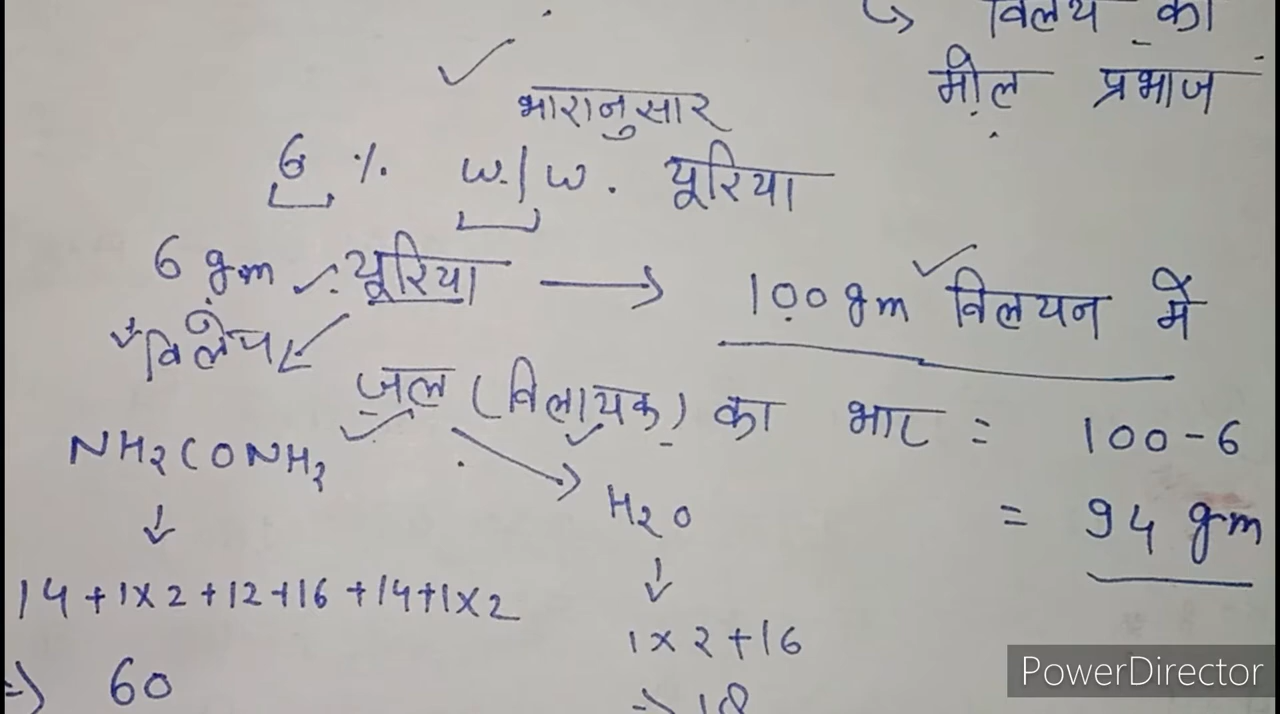 ↳ विलेय का
मोल प्रभाज
भारानुसार
6 % w/w. यूरिया
6 gm यूरिया → 100 gm विलयन में
विलेय
जल (विलायक) का भार = 100-6
NH2CONH2
H2O
= 94 gm
14+1×2+12+16+14+1×2
1×2+16
⇒ 60
⇒ 18
PowerDirector